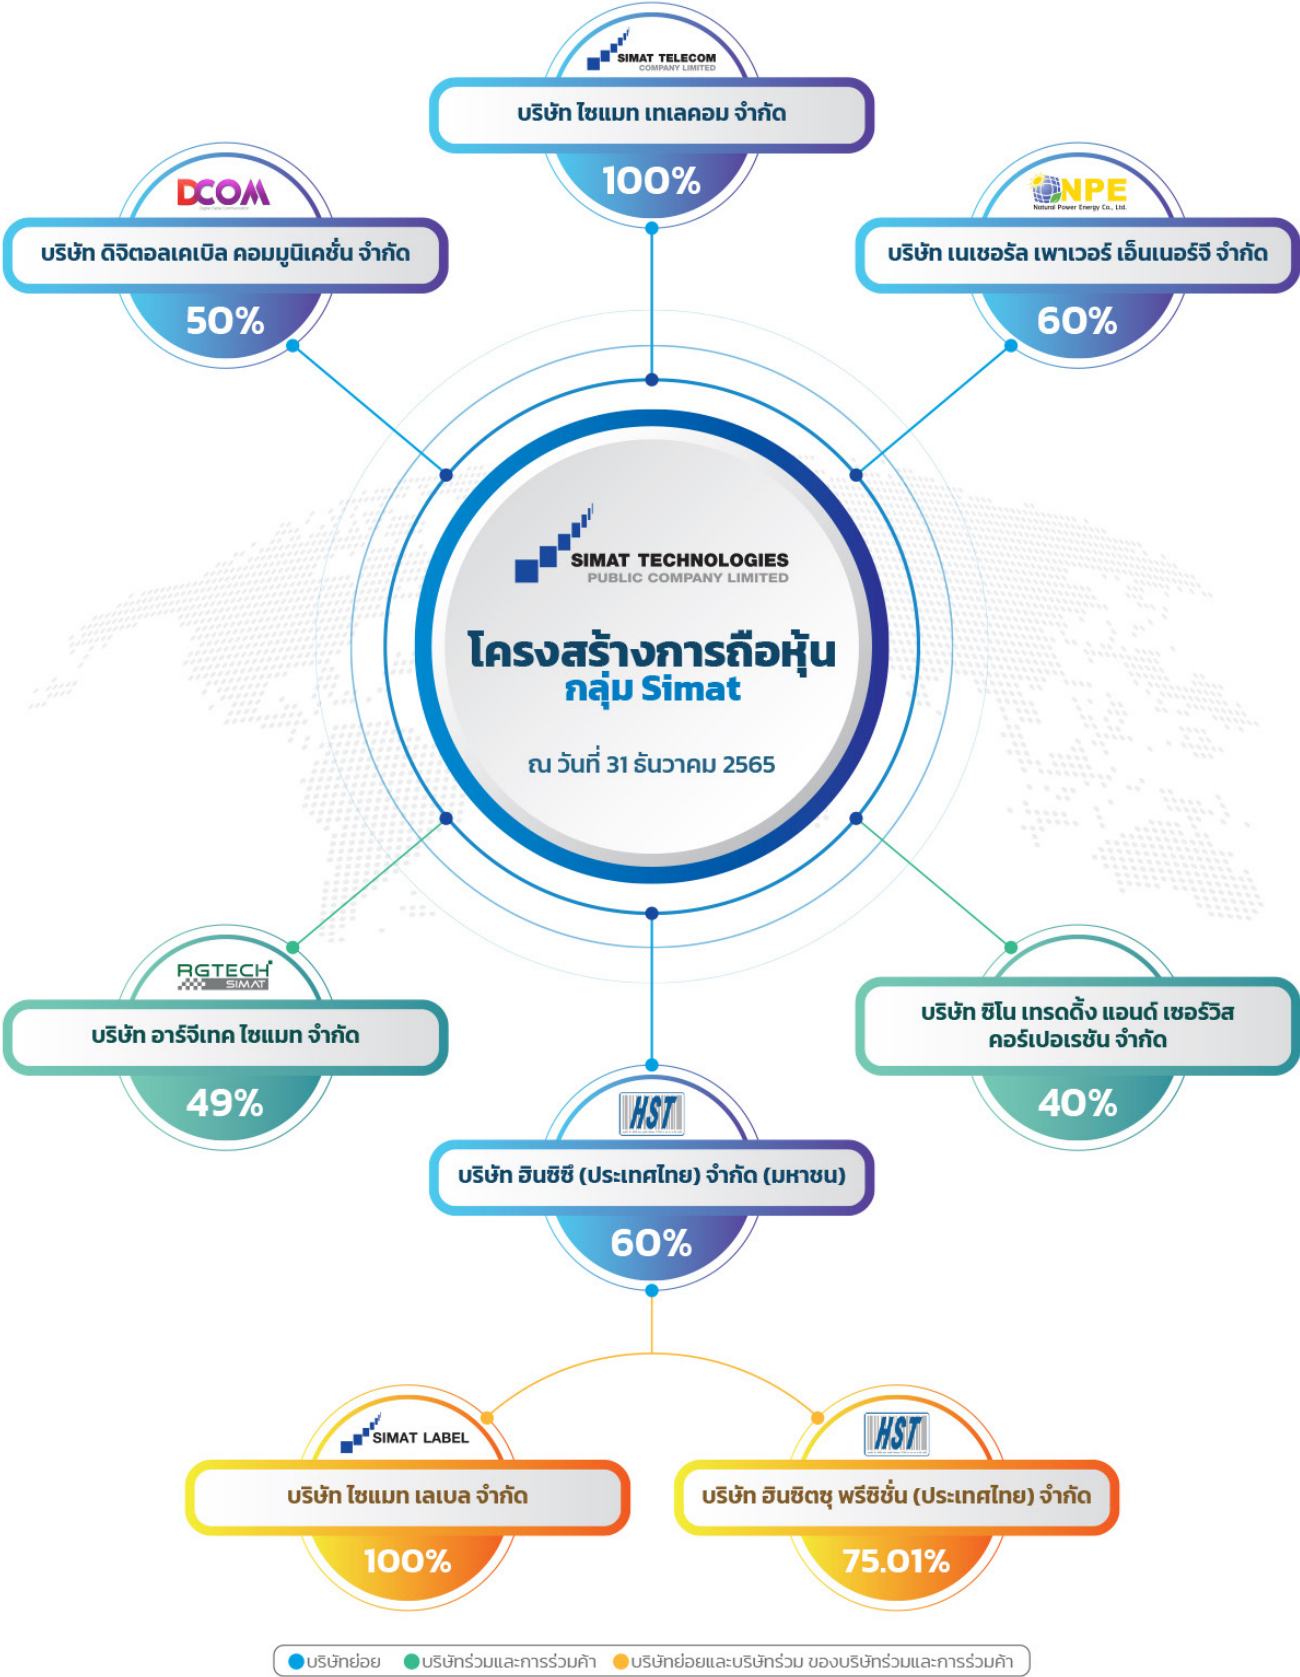 SIMAT TELECOM
COMPANY LIMITED
บริษัท ไซแมท เทเลคอม จำกัด
100%
DCOM
บริษัท ดิจิตอลเคเบิล คอมมูนิเคชั่น จำกัด
50%
NPE
Natural Power Energy Co., Ltd.
บริษัท เนเชอรัล เพาเวอร์ เอ็นเนอร์จี จำกัด
60%
SIMAT TECHNOLOGIES
PUBLIC COMPANY LIMITED
โครงสร้างการถือหุ้น
กลุ่ม Simat
ณ วันที่ 31 ธันวาคม 2565
RGTECH
SIMAT
บริษัท อาร์จีเทค ไซแมท จำกัด
49%
บริษัท ซิโน เทรดดิ้ง แอนด์ เซอร์วิส
คอร์เปอเรชัน จำกัด
40%
HST
บริษัท ฮินซิซึ (ประเทศไทย) จำกัด (มหาชน)
60%
SIMAT LABEL
บริษัท ไซแมท เลเบล จำกัด
100%
HST
บริษัท ฮินซิตซุ พรีซิชั่น (ประเทศไทย) จำกัด
75.01%
บริษัทย่อย บริษัทร่วมและการร่วมค้า บริษัทย่อยและบริษัทร่วม ของบริษัทร่วมและการร่วมค้า